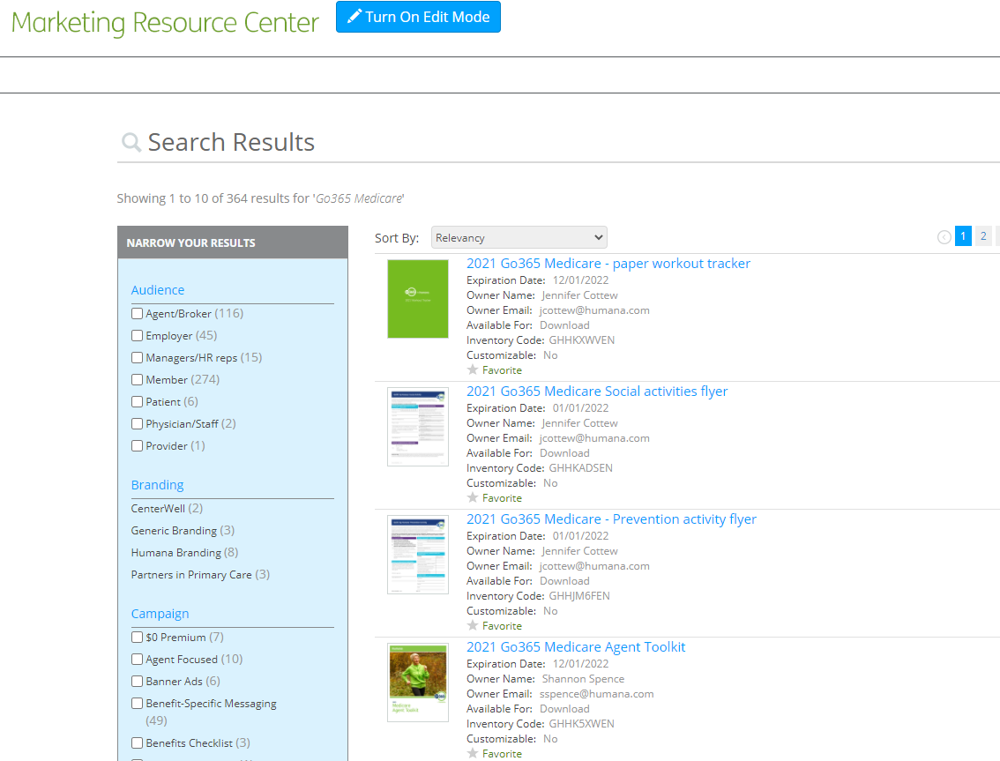 Marketing Resource Center
Turn On Edit Mode
Search Results
Showing 1 to 10 of 364 results for 'Go365 Medicare'
NARROW YOUR RESULTS
Audience
Agent/Broker (116)
Employer (45)
Managers/HR reps (15)
Member (274)
Patient (6)
Physician/Staff (2)
Provider (1)
Branding
CenterWell (2)
Generic Branding (3)
Humana Branding (8)
Partners in Primary Care (3)
Campaign
$0 Premium (7)
Agent Focused (10)
Banner Ads (6)
Benefit-Specific Messaging
(49)
Benefits Checklist (3)
Sort By: Relevancy
1 2
2021 Go365 Medicare - paper workout tracker
Expiration Date: 12/01/2022
Owner Name: Jennifer Cottew
Owner Email: jcottew@humana.com
Available For: Download
Inventory Code: GHHKXWVEN
Customizable: No
Favorite
2021 Go365 Medicare Social activities flyer
Expiration Date: 01/01/2022
Owner Name: Jennifer Cottew
Owner Email: jcottew@humana.com
Available For: Download
Inventory Code: GHHKADSEN
Customizable: No
Favorite
2021 Go365 Medicare - Prevention activity flyer
Expiration Date: 01/01/2022
Owner Name: Jennifer Cottew
Owner Email: jcottew@humana.com
Available For: Download
Inventory Code: GHHJM6FEN
Customizable: No
Favorite
Medicare
Agent Toolkit
2021 Go365 Medicare Agent Toolkit
Expiration Date: 12/01/2022
Owner Name: Shannon Spence
Owner Email: sspence@humana.com
Available For: Download
Inventory Code: GHHK5XWEN
Customizable: No
Favorite